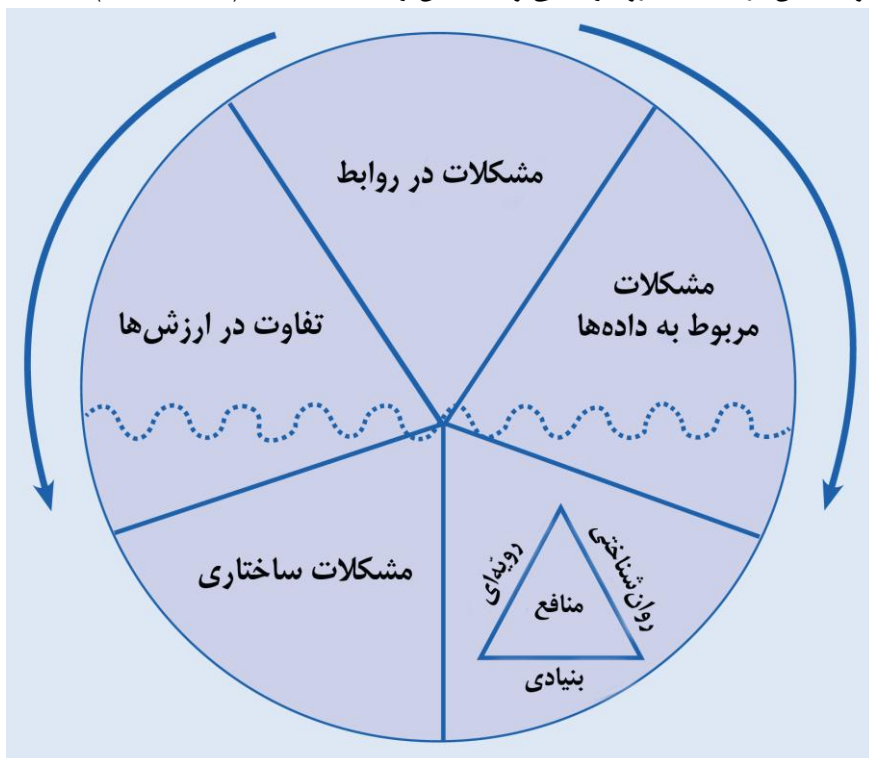 مشکلات در روابط
مشکلات
مربوط به داده‌ها
تفاوت در ارزش‌ها
مشکلات ساختاری
رویّه‌ای
روان‌شناختی
منافع
بنیادی